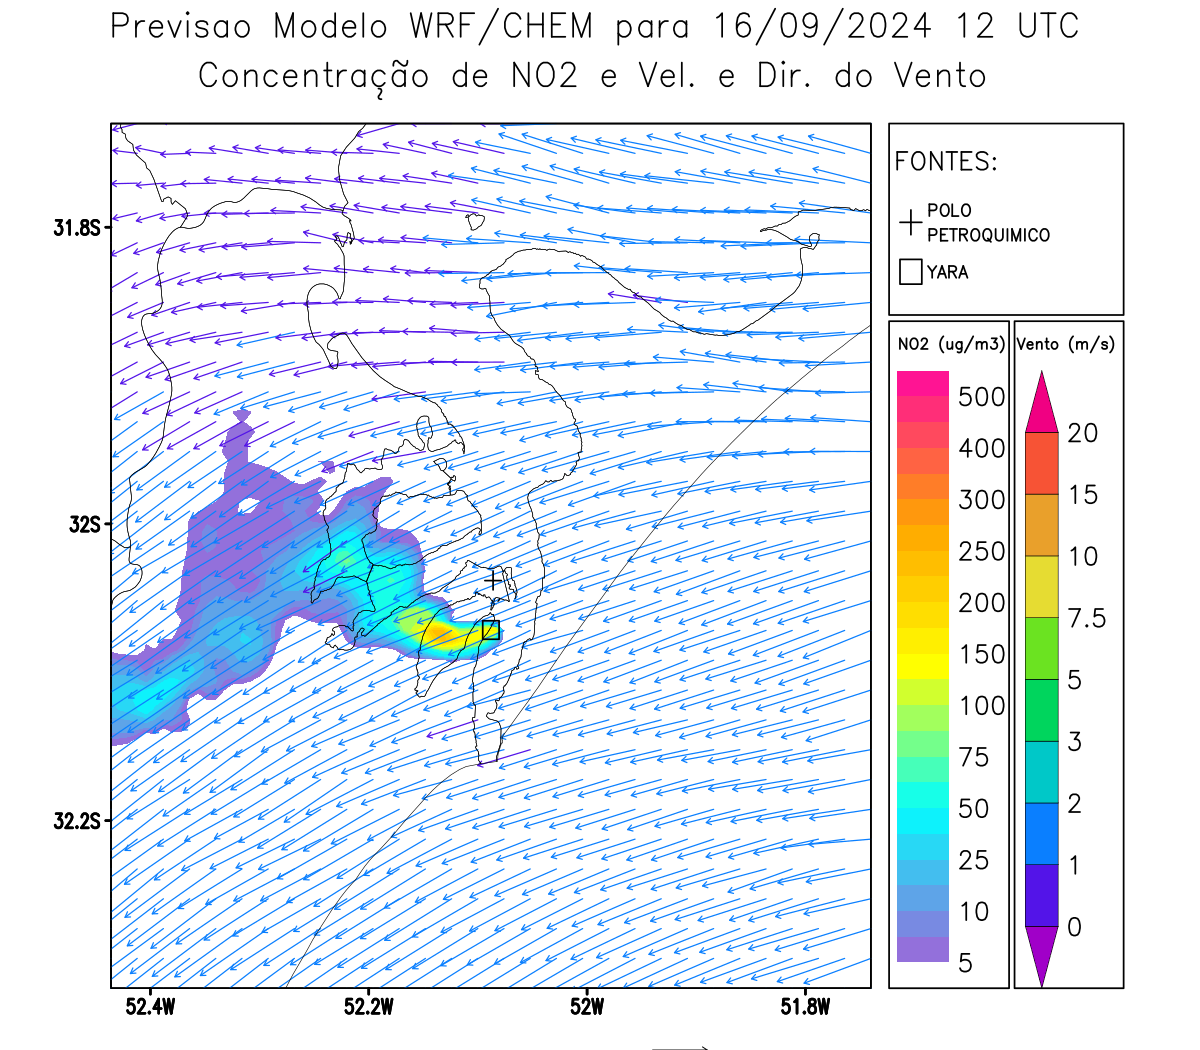 Previsao Modelo WRF/CHEM para 16/09/2024 12 UTC
Concentração de NO2 e Vel. e Dir. do Vento
FONTES:
POLO
PETROQUIMICO
YARA
31.8S
32S
32.2S
52.4W
52.2W
52W
51.8W
NO2 (ug/m3)
500
400
300
250
200
150
100
75
50
25
10
5
Vento (m/s)
20
15
10
7.5
5
3
2
1
0